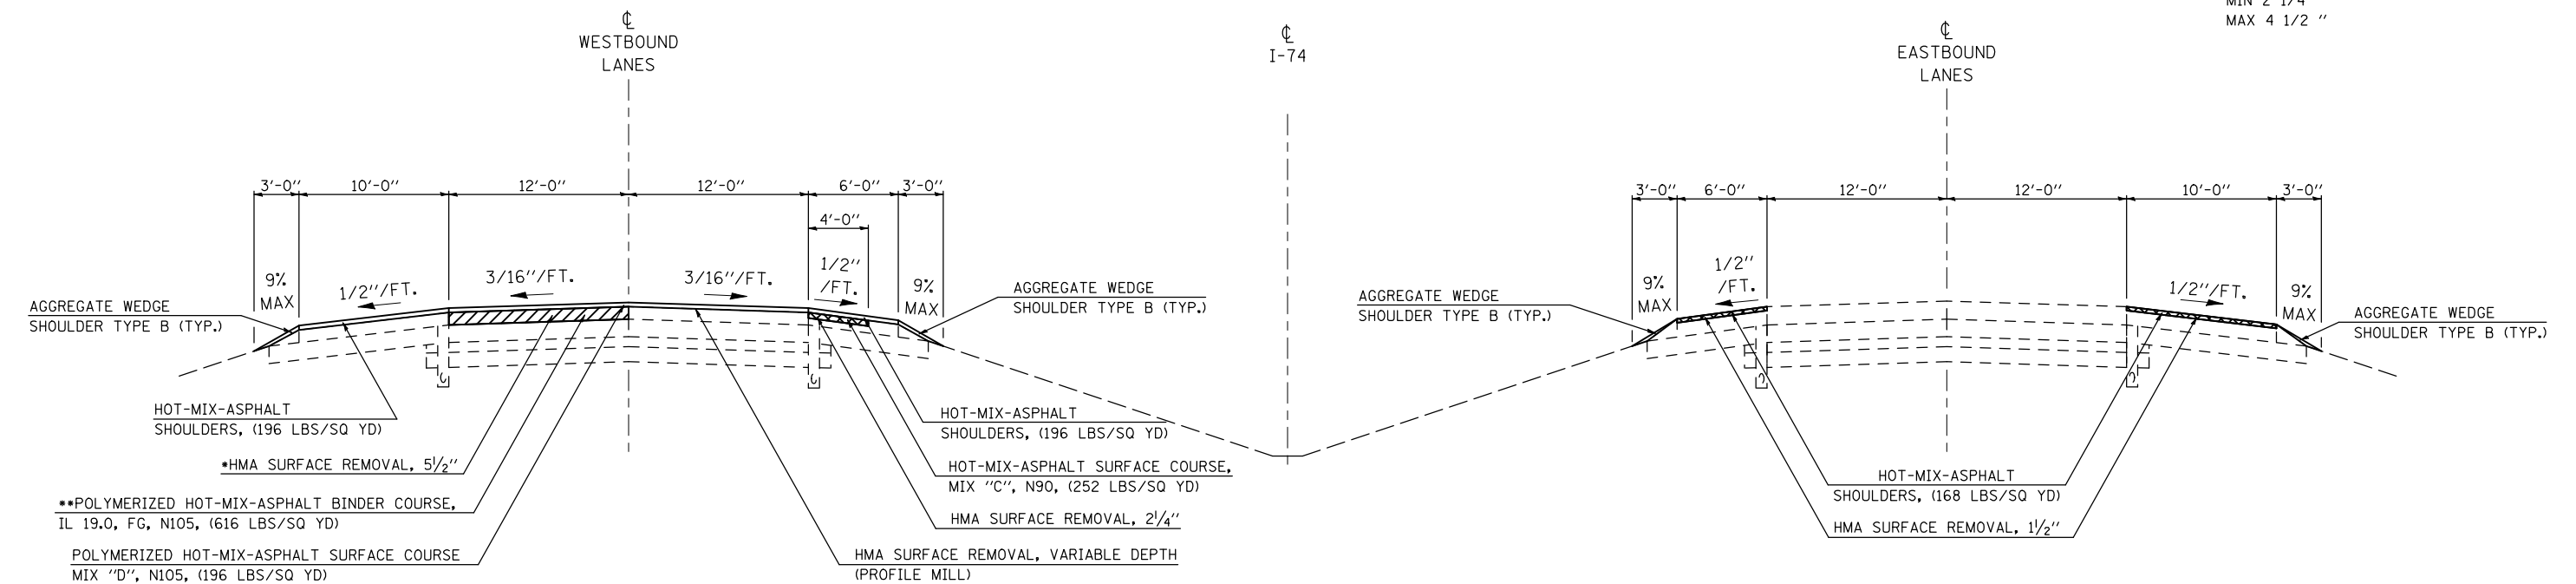 MIN 2 1/4
MAX 4 1/2 "
℄
WESTBOUND
LANES
℄
I-74
℄
EASTBOUND
LANES
3'-0" 10'-0" 12'-0" 12'-0" 6'-0" 3'-0"
4'-0"
3'-0" 6'-0" 12'-0" 12'-0" 10'-0" 3'-0"
9%
MAX
1/2"/FT.
3/16"/FT.
3/16"/FT.
1/2"
/FT.
9%
MAX
AGGREGATE WEDGE
SHOULDER TYPE B (TYP.)
AGGREGATE WEDGE
SHOULDER TYPE B (TYP.)
AGGREGATE WEDGE
SHOULDER TYPE B (TYP.)
9%
MAX
1/2"
/FT.
1/2"/FT.
9%
MAX
AGGREGATE WEDGE
SHOULDER TYPE B (TYP.)
HOT-MIX-ASPHALT
SHOULDERS, (196 LBS/SQ YD)
*HMA SURFACE REMOVAL, 5 1/2"
**POLYMERIZED HOT-MIX-ASPHALT BINDER COURSE,
IL 19.0, FG, N105, (616 LBS/SQ YD)
POLYMERIZED HOT-MIX-ASPHALT SURFACE COURSE
MIX "D", N105, (196 LBS/SQ YD)
HOT-MIX-ASPHALT
SHOULDERS, (196 LBS/SQ YD)
HOT-MIX-ASPHALT SURFACE COURSE,
MIX "C", N90, (252 LBS/SQ YD)
HMA SURFACE REMOVAL, 2 1/4"
HMA SURFACE REMOVAL, VARIABLE DEPTH
(PROFILE MILL)
HOT-MIX-ASPHALT
SHOULDERS, (168 LBS/SQ YD)
HMA SURFACE REMOVAL, 1 1/2"